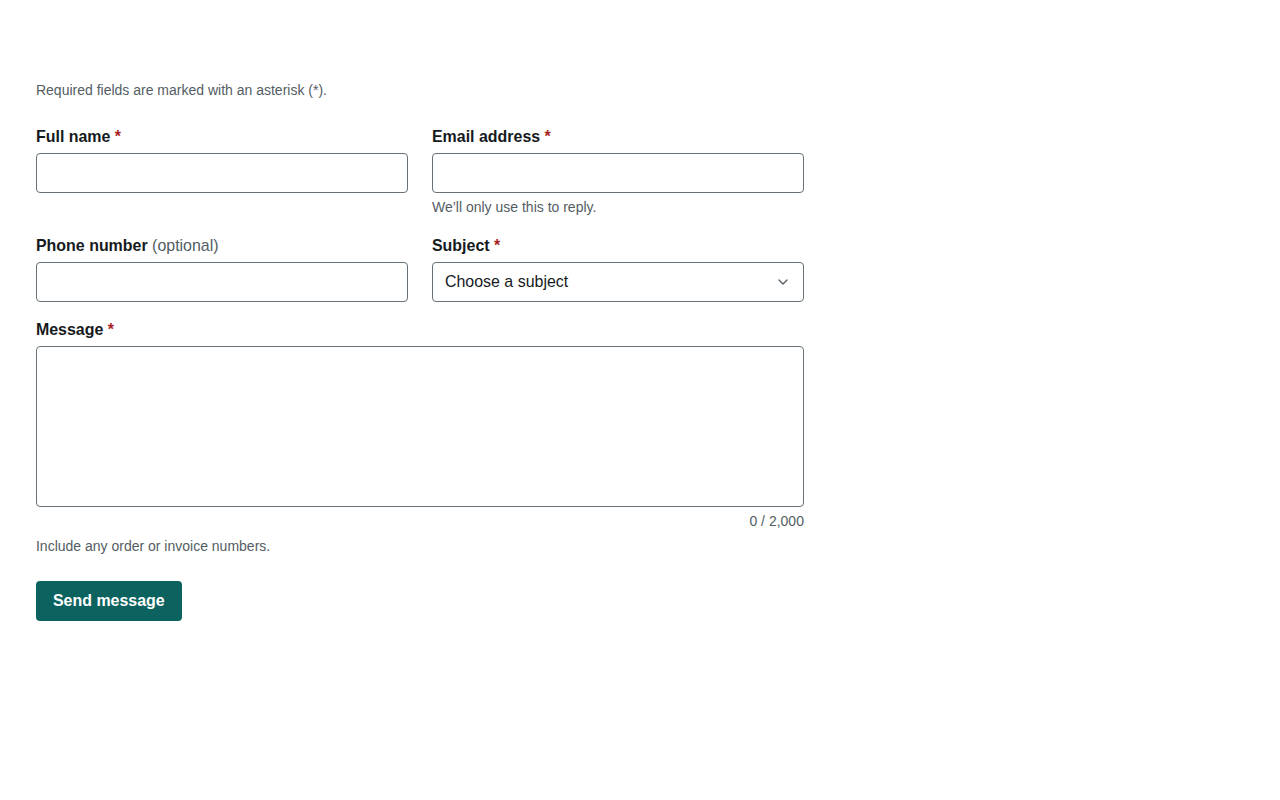 Required fields are marked with an asterisk (*).
Full name *
Email address *
We'll only use this to reply.
Phone number (optional)
Subject *
Choose a subject
Message *
0 / 2,000
Include any order or invoice numbers.
Send message